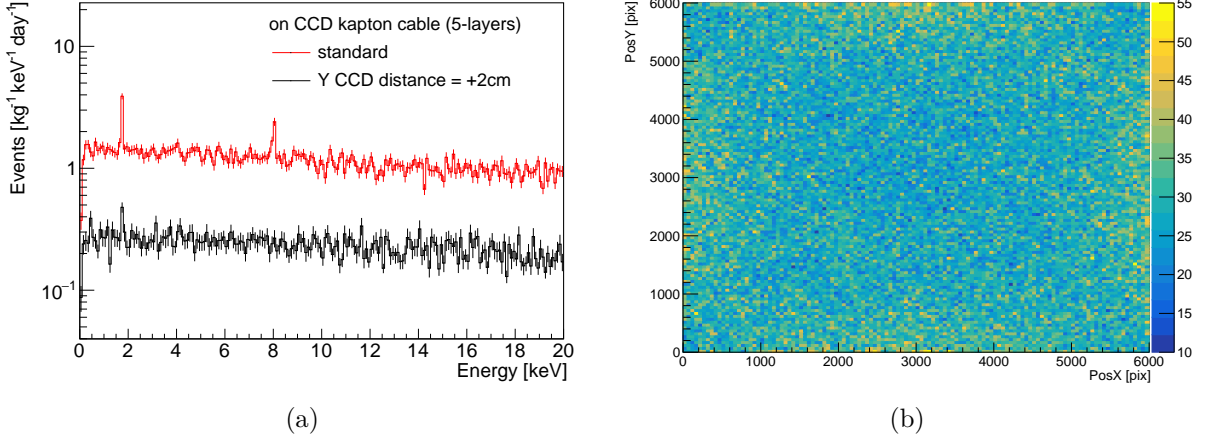 on CCD kapton cable (5-layers)
standard
Y CCD distance = +2cm
Events [kg⁻¹ keV⁻¹ day⁻¹]
10
1
10⁻¹
0 2 4 6 8 10 12 14 16 18 20
Energy [keV]
(a)
PosY [pix]
6000
5000
4000
3000
2000
1000
0
0 1000 2000 3000 4000 5000 6000
PosX [pix]
55
50
45
40
35
30
25
20
15
10
(b)